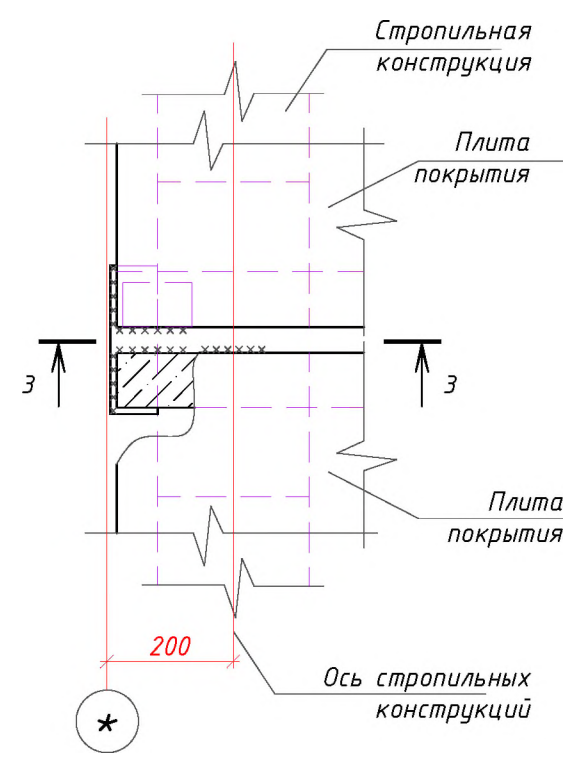 Стропильная
конструкция
Плита
покрытия
3
3
Плита
покрытия
200
Ось стропильных
конструкций
*